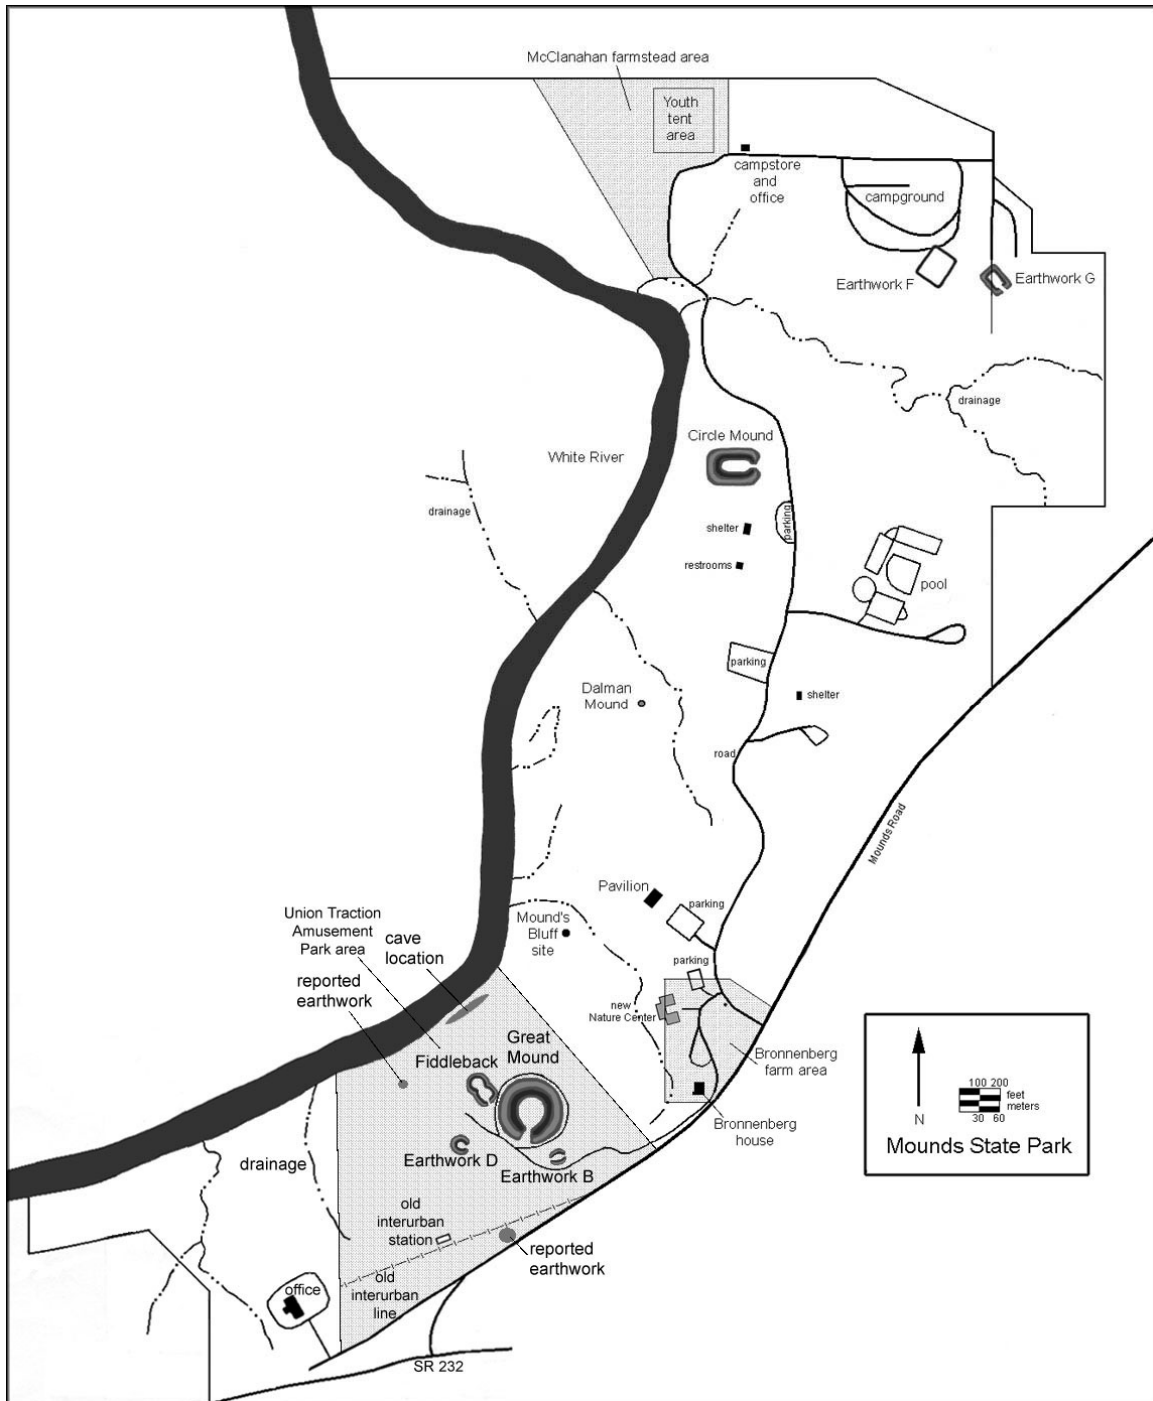 McClanahan farmstead area
Youth
tent
area
campstore
and
office
campground
Earthwork F
Earthwork G
drainage
Circle Mound
White River
drainage
shelter
parking
restrooms
pool
parking
Dalman
Mound
shelter
road
Mounds Road
Pavilion
parking
Union Traction
Amusement
Park area
cave
location
Mound's
Bluff
site
reported
earthwork
parking
new
Nature Center
Great
Mound
Fiddleback
Bronnenberg
farm area
Bronnenberg
house
Earthwork D
Earthwork B
drainage
old
interurban
station
reported
earthwork
office
old
interurban
line
SR 232
N
100 200
feet
meters
30 60
Mounds State Park